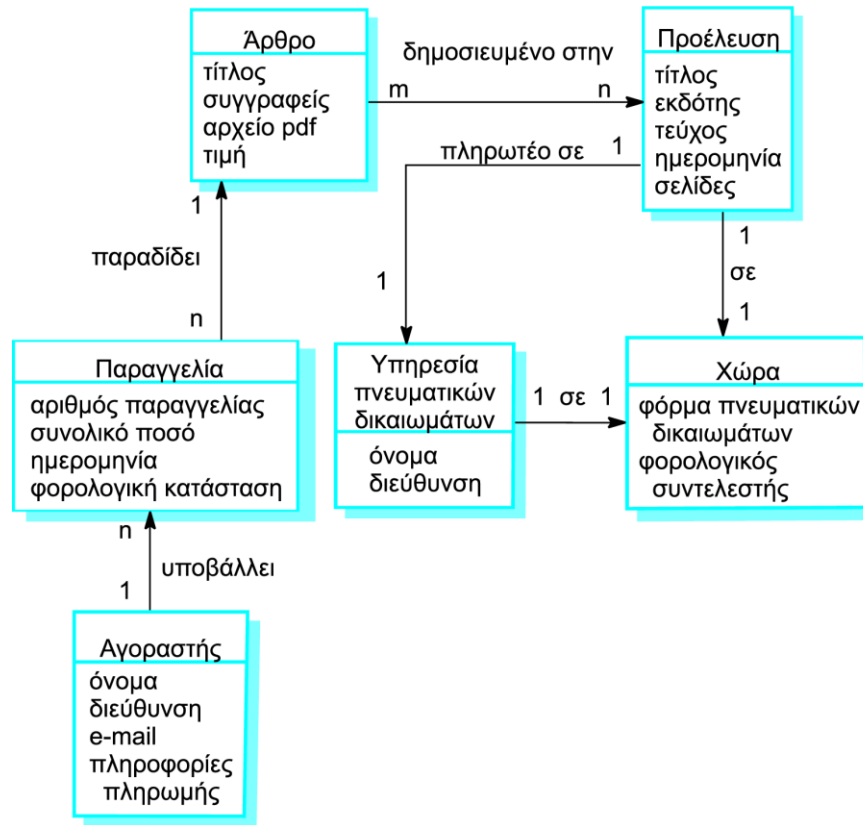 Άρθρο
τίτλος
συγγραφείς
αρχείο pdf
τιμή
δημοσιευμένο στην
m
n
Προέλευση
τίτλος
εκδότης
τεύχος
ημερομηνία
σελίδες
πληρωτέο σε
1
1
1
σε
1
1
παραδίδει
n
Παραγγελία
αριθμός παραγγελίας
συνολικό ποσό
ημερομηνία
φορολογική κατάσταση
Υπηρεσία
πνευματικών
δικαιωμάτων
όνομα
διεύθυνση
1 σε 1
Χώρα
φόρμα πνευματικών
δικαιωμάτων
φορολογικός
συντελεστής
n
υποβάλλει
1
Αγοραστής
όνομα
διεύθυνση
e-mail
πληροφορίες
πληρωμής